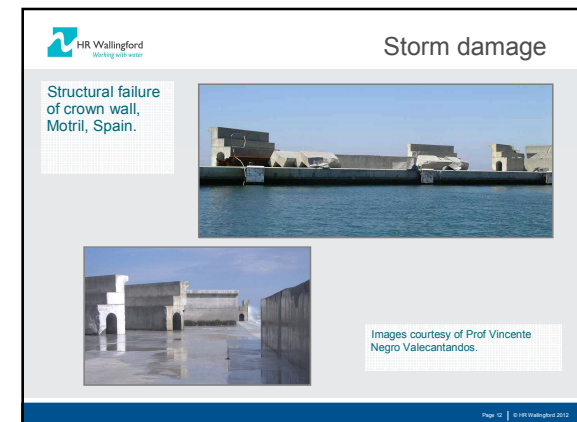 HR Wallingford
Working with water
Storm damage
Structural failure
of crown wall,
Motril, Spain.
Images courtesy of Prof Vincente
Negro Valecantandos.
Page 12 | © HR Wallingford 2012